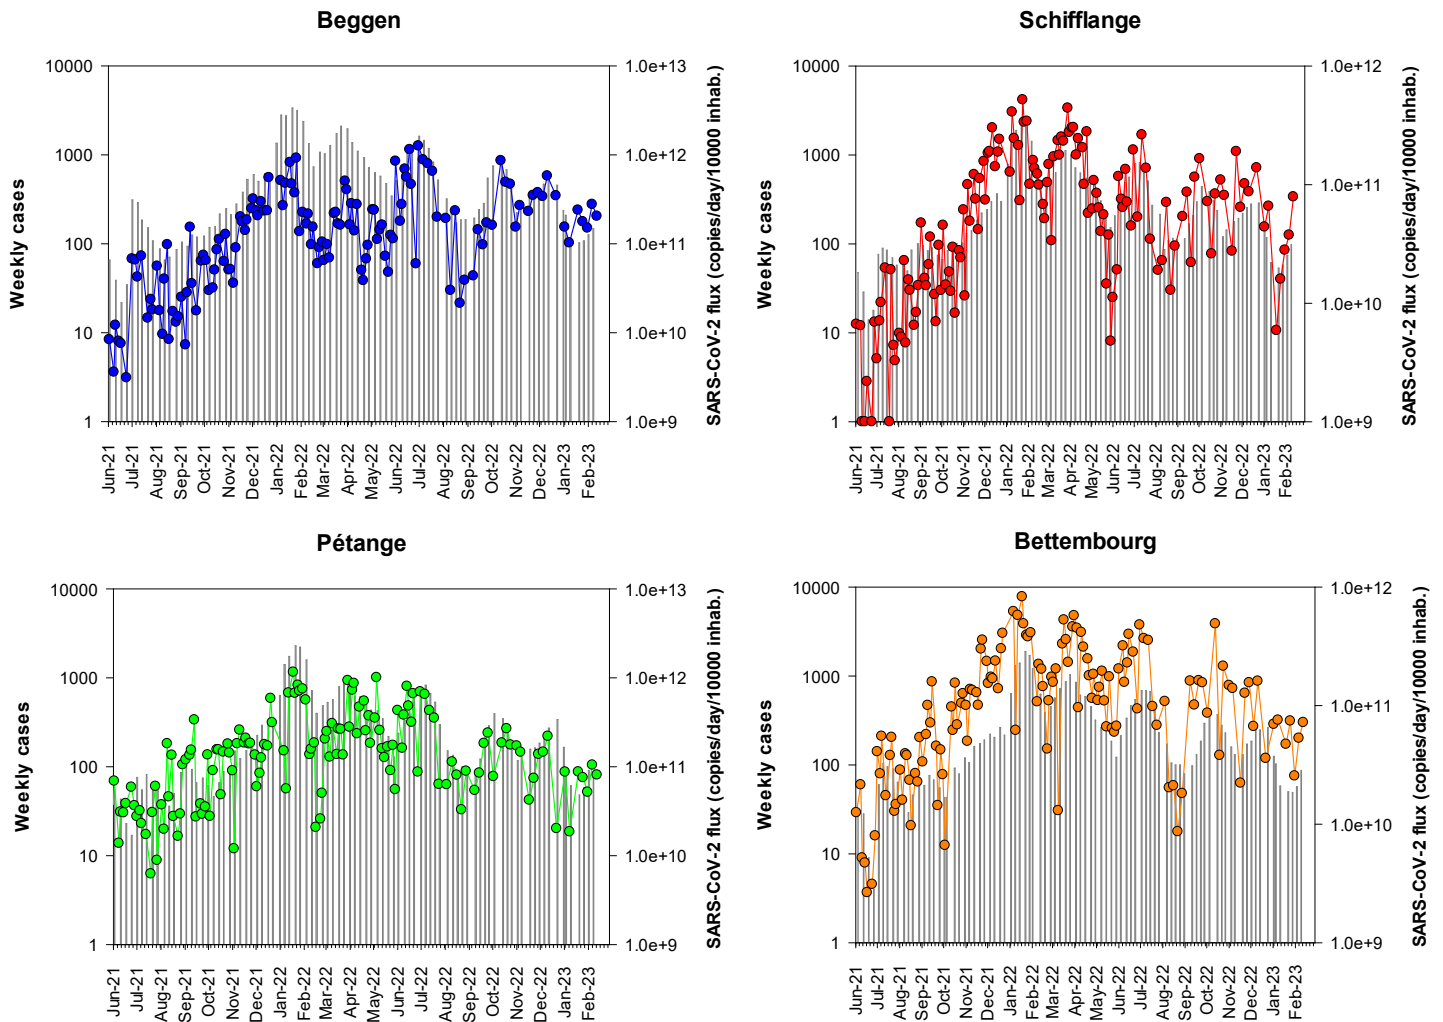 Beggen
Weekly cases
10000
1000
100
10
1
1.0e+13
1.0e+12
1.0e+11
1.0e+10
1.0e+9
SARS-CoV-2 flux (copies/day/10000 inhab.)
Jun-21
Jul-21
Aug-21
Sep-21
Oct-21
Nov-21
Dec-21
Jan-22
Feb-22
Mar-22
Apr-22
May-22
Jun-22
Jul-22
Aug-22
Sep-22
Oct-22
Nov-22
Dec-22
Jan-23
Feb-23
Schifflange
Weekly cases
10000
1000
100
10
1
1.0e+12
1.0e+11
1.0e+10
1.0e+9
SARS-CoV-2 flux (copies/day/10000 inhab.)
Jun-21
Jul-21
Aug-21
Sep-21
Oct-21
Nov-21
Dec-21
Jan-22
Feb-22
Mar-22
Apr-22
May-22
Jun-22
Jul-22
Aug-22
Sep-22
Oct-22
Nov-22
Dec-22
Jan-23
Feb-23
Pétange
Weekly cases
10000
1000
100
10
1
1.0e+13
1.0e+12
1.0e+11
1.0e+10
1.0e+9
SARS-CoV-2 flux (copies/day/10000 inhab.)
Jun-21
Jul-21
Aug-21
Sep-21
Oct-21
Nov-21
Dec-21
Jan-22
Feb-22
Mar-22
Apr-22
May-22
Jun-22
Jul-22
Aug-22
Sep-22
Oct-22
Nov-22
Dec-22
Jan-23
Feb-23
Bettembourg
Weekly cases
10000
1000
100
10
1
1.0e+12
1.0e+11
1.0e+10
1.0e+9
SARS-CoV-2 flux (copies/day/10000 inhab.)
Jun-21
Jul-21
Aug-21
Sep-21
Oct-21
Nov-21
Dec-21
Jan-22
Feb-22
Mar-22
Apr-22
May-22
Jun-22
Jul-22
Aug-22
Sep-22
Oct-22
Nov-22
Dec-22
Jan-23
Feb-23